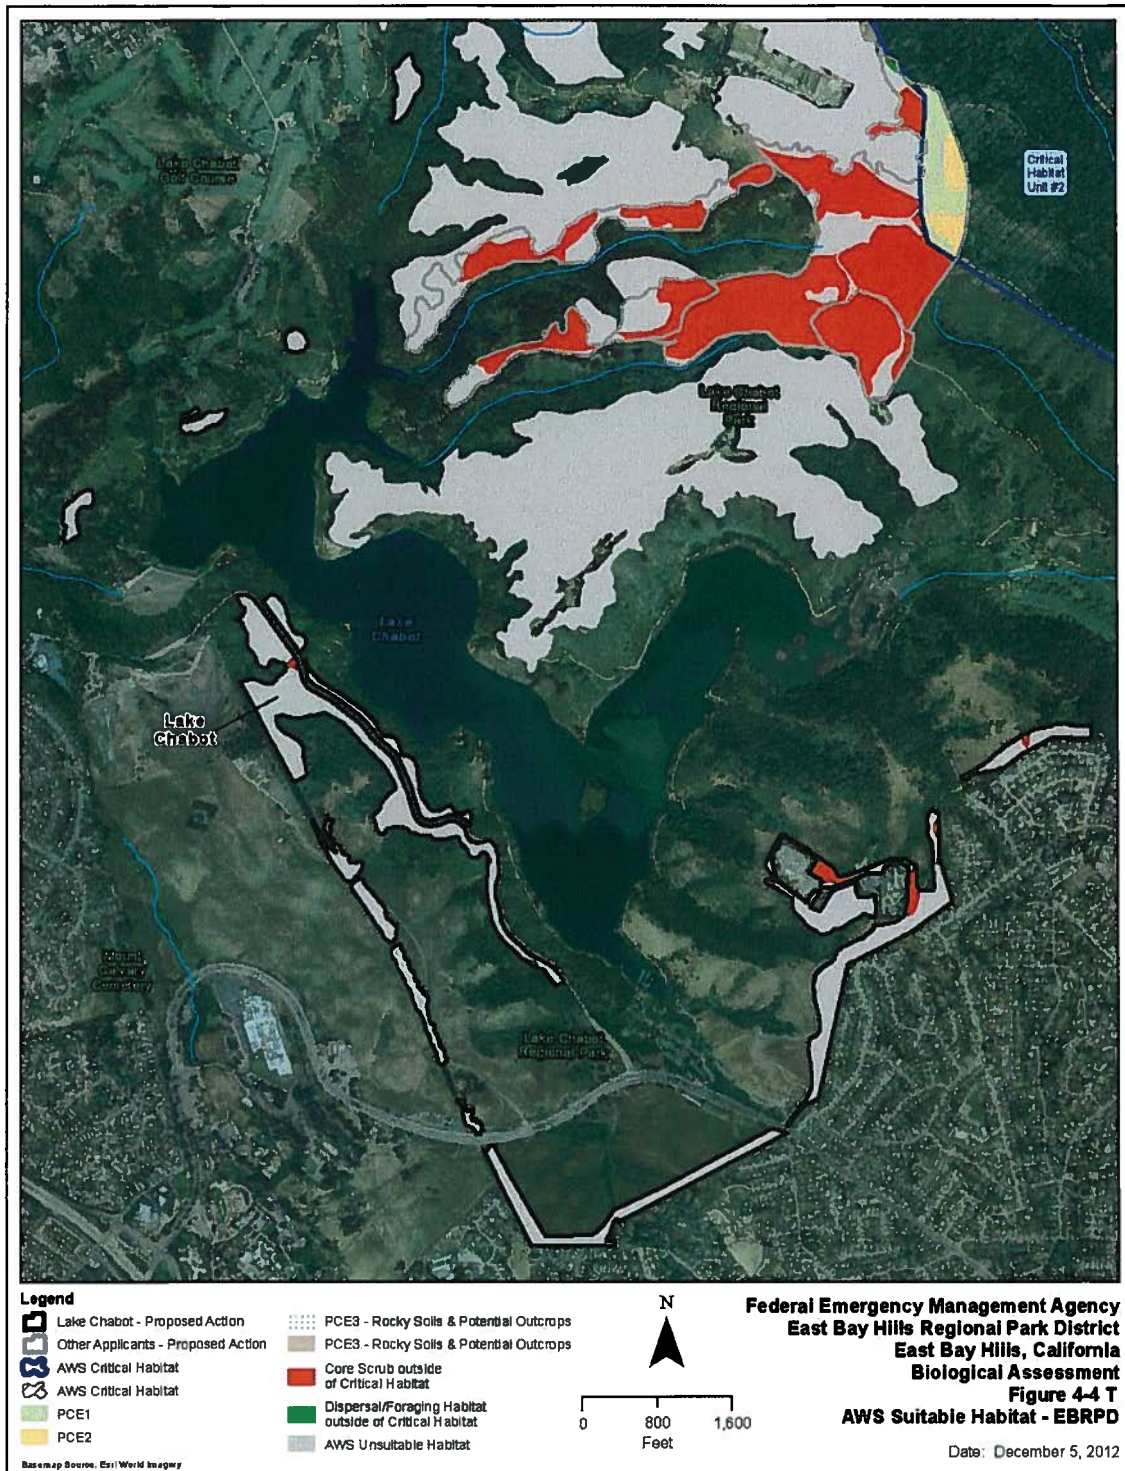 Lake Chabot
Golf Course
Critical
Habitat
Unit #2
Lake Chabot
Regional
Park
Lake
Chabot
Lake
Chabot
Mount
Calvary
Cemetery
Lake Chabot
Regional Park
Legend
Lake Chabot - Proposed Action
Other Applicants - Proposed Action
AWS Critical Habitat
AWS Critical Habitat
PCE1
PCE2
PCE3 - Rocky Soils & Potential Outcrops
PCE3 - Rocky Soils & Potential Outcrops
Core Scrub outside
of Critical Habitat
Dispersal/Foraging Habitat
outside of Critical Habitat
AWS Unsuitable Habitat
N
0 800 1,600
Feet
Federal Emergency Management Agency
East Bay Hills Regional Park District
East Bay Hills, California
Biological Assessment
Figure 4-4 T
AWS Suitable Habitat - EBRPD
Date: December 5, 2012
Basemap Source: Esri World Imagery